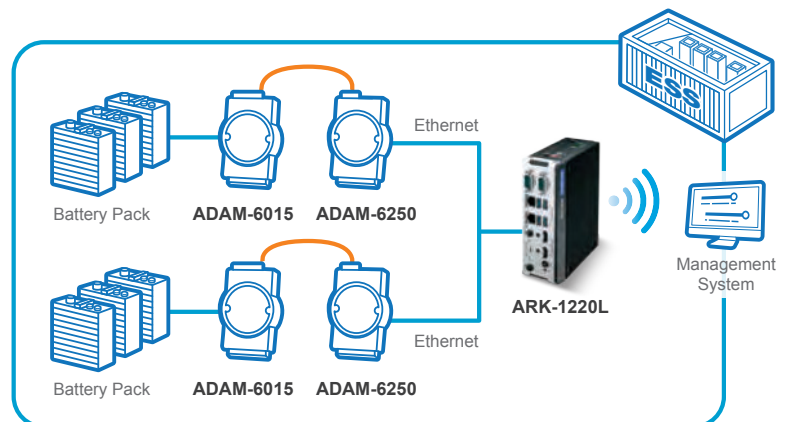 ESS
Ethernet
Battery Pack
ADAM-6015
ADAM-6250
ARK-1220L
Management
System
Ethernet
Battery Pack
ADAM-6015
ADAM-6250